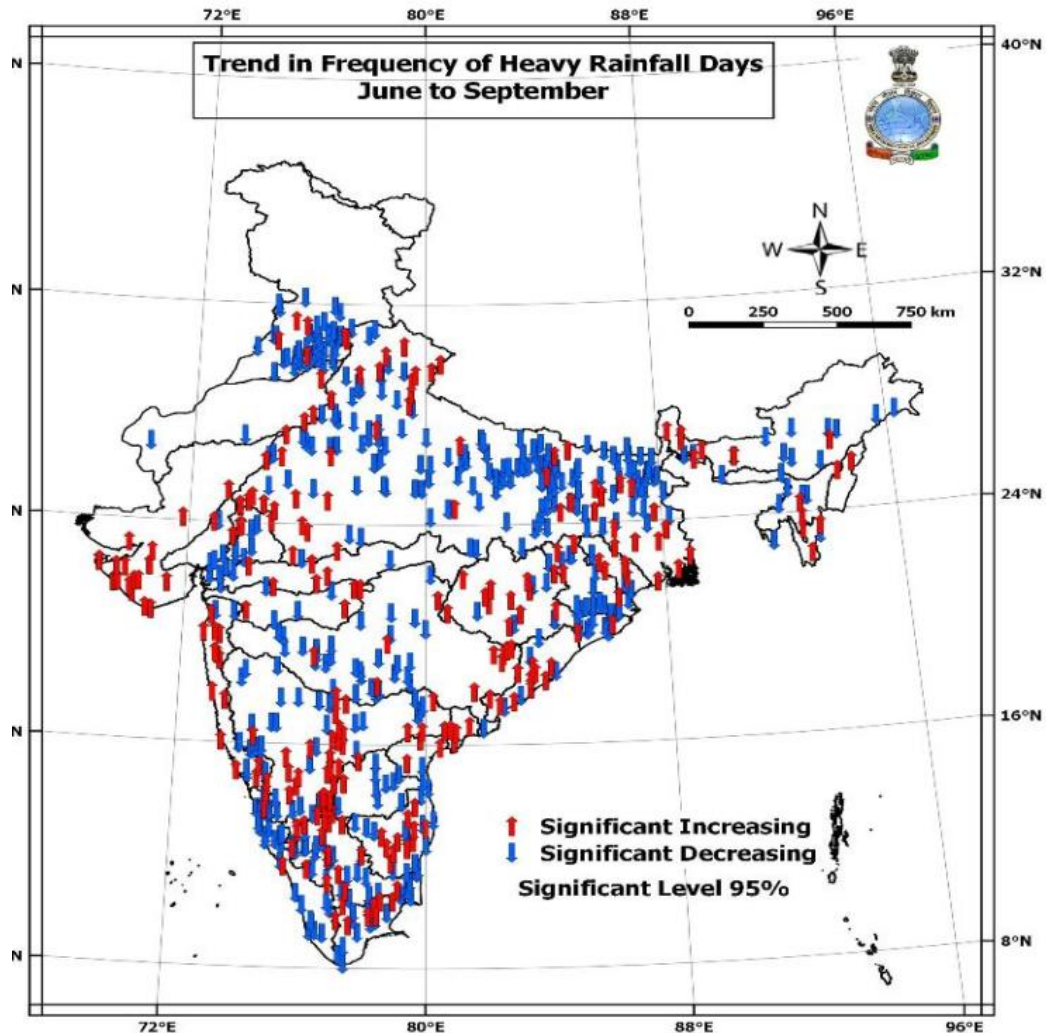 72°E 80°E 88°E 96°E
Trend in Frequency of Heavy Rainfall Days
June to September
N 40°N
N
W E
S
0 250 500 750 km
N 32°N
N 24°N
N 16°N
Significant Increasing
Significant Decreasing
Significant Level 95%
N 8°N
72°E 80°E 88°E 96°E